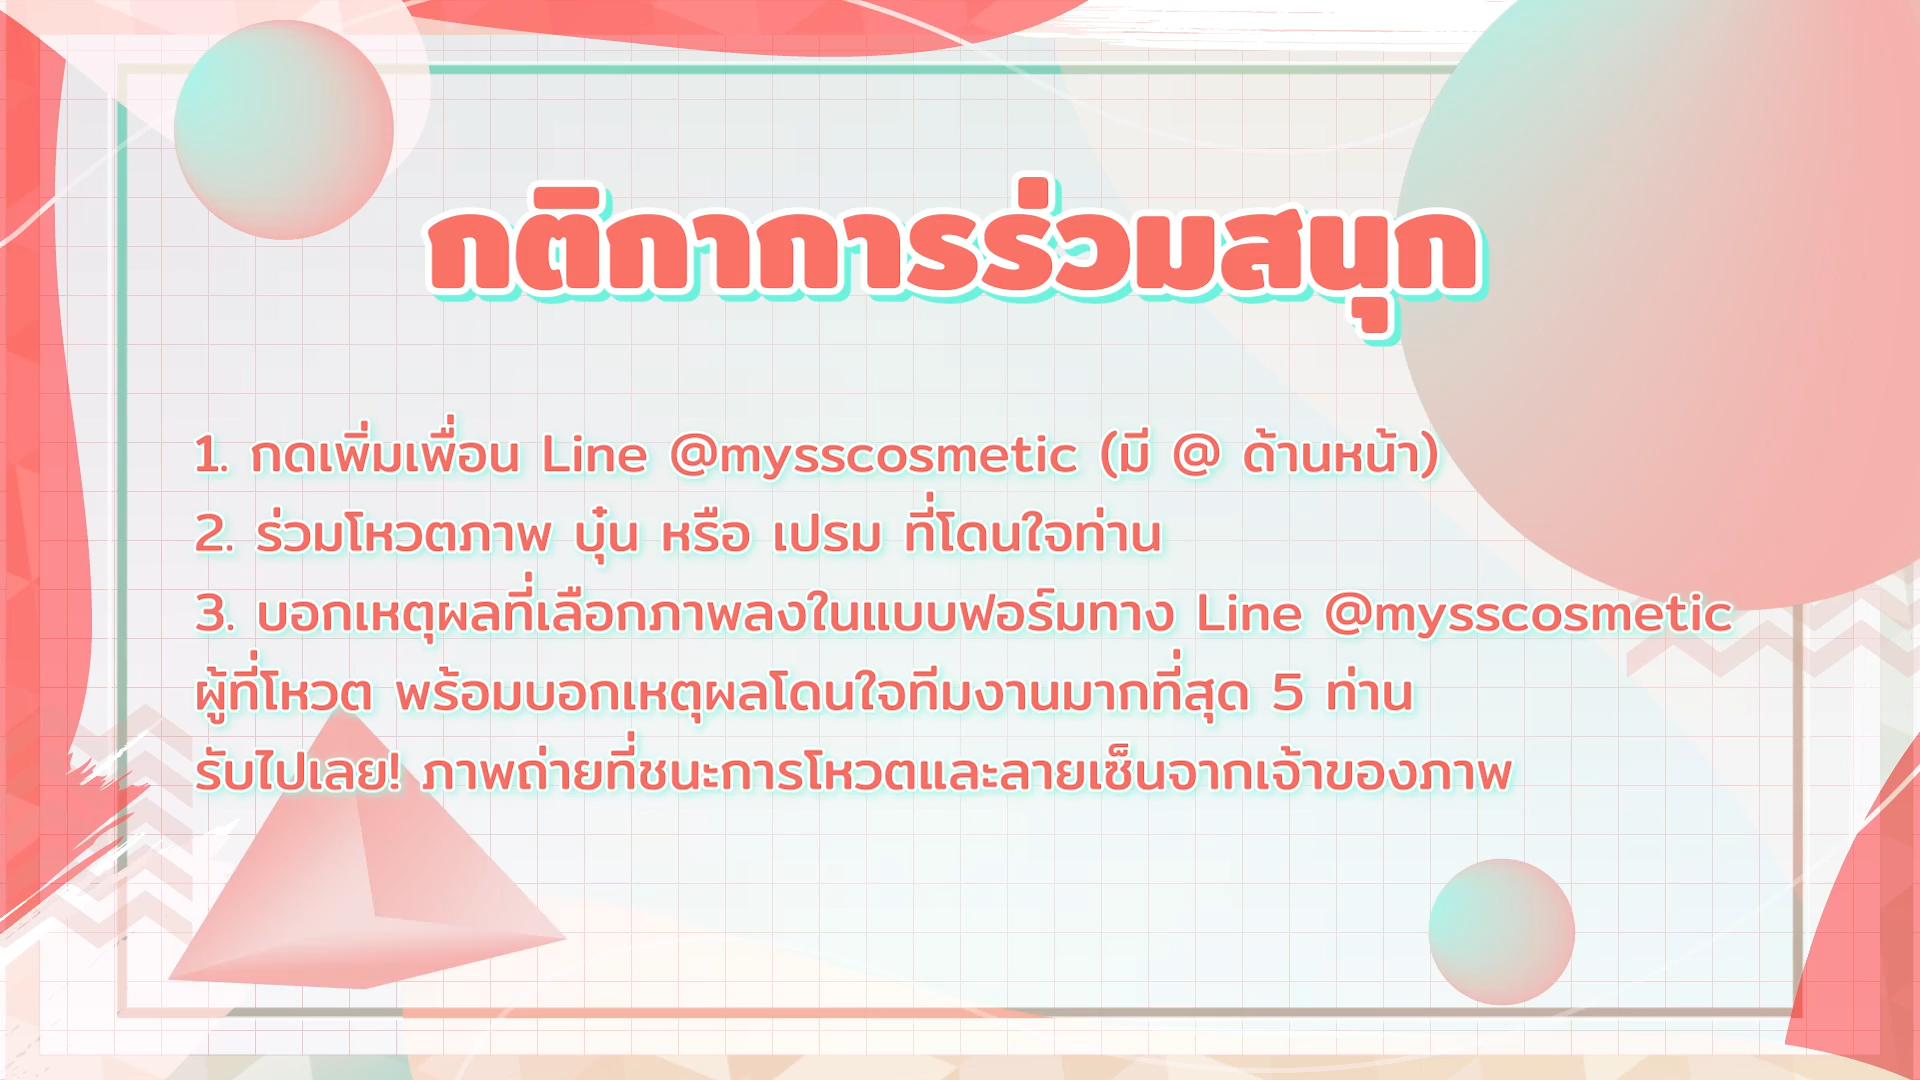 กติกาการร่วมสนุก
1. กดเพิ่มเพื่อน Line @mysscosmetic (มี @ ด้านหน้า)
2. ร่วมโหวตภาพ บุ๋น หรือ เปรม ที่โดนใจท่าน
3. บอกเหตุผลที่เลือกภาพลงในแบบฟอร์มทาง Line @mysscosmetic
ผู้ที่โหวต พร้อมบอกเหตุผลโดนใจทีมงานมากที่สุด 5 ท่าน
รับไปเลย! ภาพถ่ายที่ชนะการโหวตและลายเซ็นจากเจ้าของภาพ